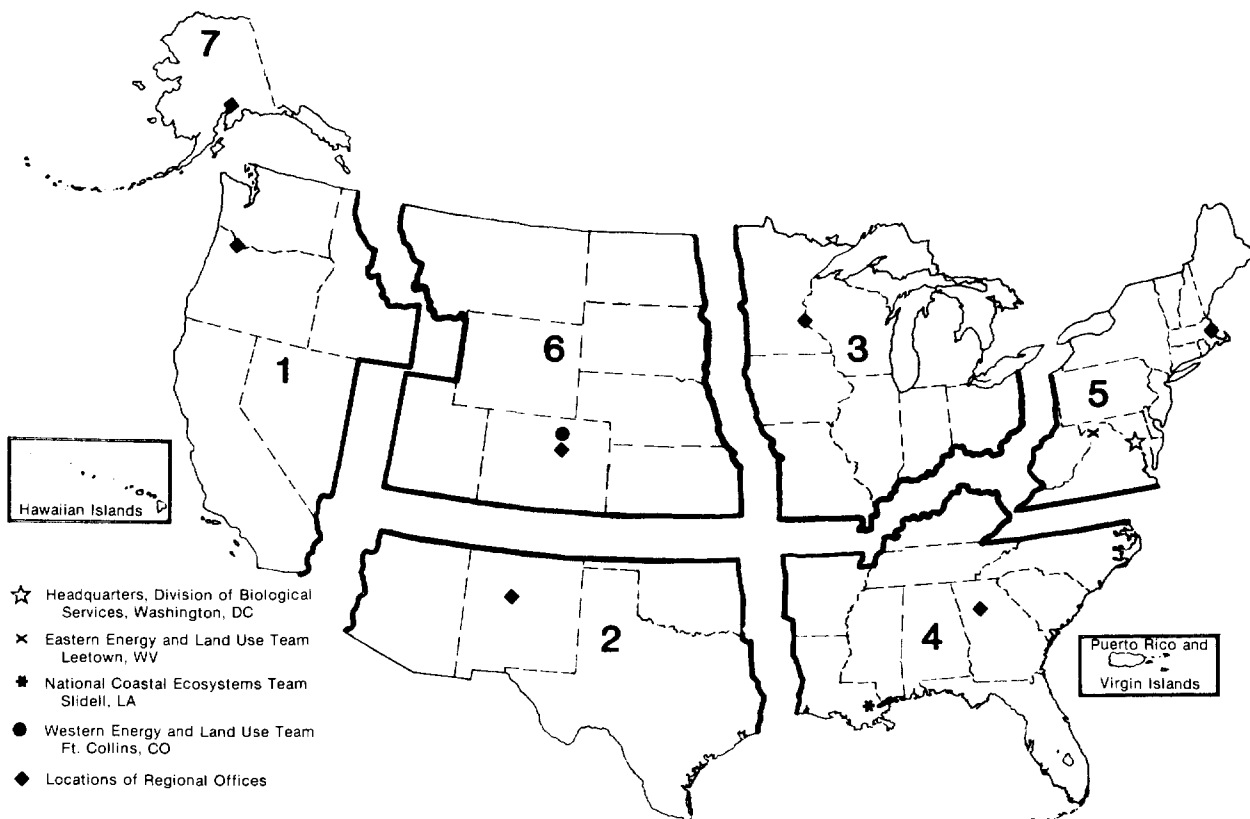 7
1
6
3
5
Hawaiian Islands
2
4
Puerto Rico and
Virgin Islands
Headquarters, Division of Biological
Services, Washington, DC
Eastern Energy and Land Use Team
Leetown, WV
National Coastal Ecosystems Team
Slidell, LA
Western Energy and Land Use Team
Ft. Collins, CO
Locations of Regional Offices